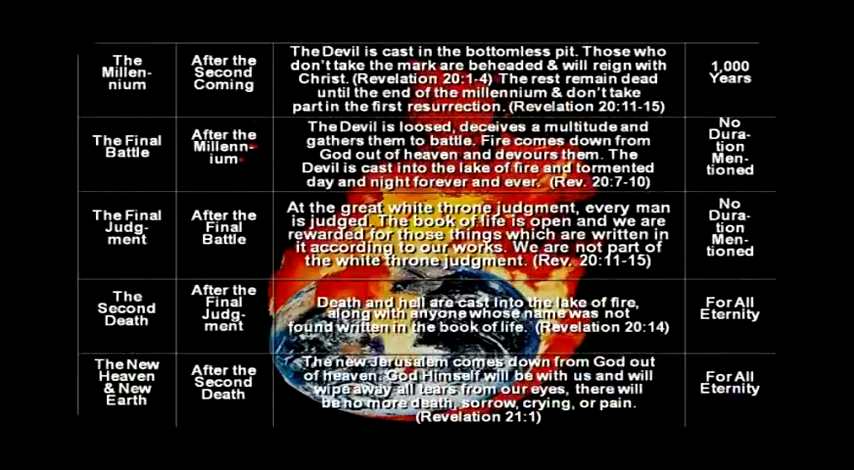 The
Millen-
nium
After the
Second
Coming
The Devil is cast in the bottomless pit. Those who
don't take the mark are beheaded & will reign with
Christ. (Revelation 20:1-4) The rest remain dead
until the end of the millennium & don't take
part in the first resurrection. (Revelation 20:11-15)
1,000
Years
The Final
Battle
After the
Millenn-
ium
The Devil is loosed, deceives a multitude and
gathers them to battle. Fire comes down from
God out of heaven and devours them. The
Devil is cast into the lake of fire and tormented
day and night forever and ever. (Rev. 20:7-10)
No
Dura-
tion
Men-
tioned
The Final
Judg-
ment
After the
Final
Battle
At the great white throne judgment, every man
is judged. The book of life is open and we are
rewarded for those things which are written in
it according to our works. We are not part of
the white throne judgment. (Rev. 20:11-15)
No
Dura-
tion
Men-
tioned
The
Second
Death
After the
Final
Judg-
ment
Death and hell are cast into the lake of fire,
along with anyone whose name was not
found written in the book of life. (Revelation 20:14)
For All
Eternity
The New
Heaven
& New
Earth
After the
Second
Death
The new Jerusalem comes down from God out
of heaven. God Himself will be with us and will
wipe away all tears from our eyes, there will
be no more death, sorrow, crying, or pain.
(Revelation 21:1)
For All
Eternity